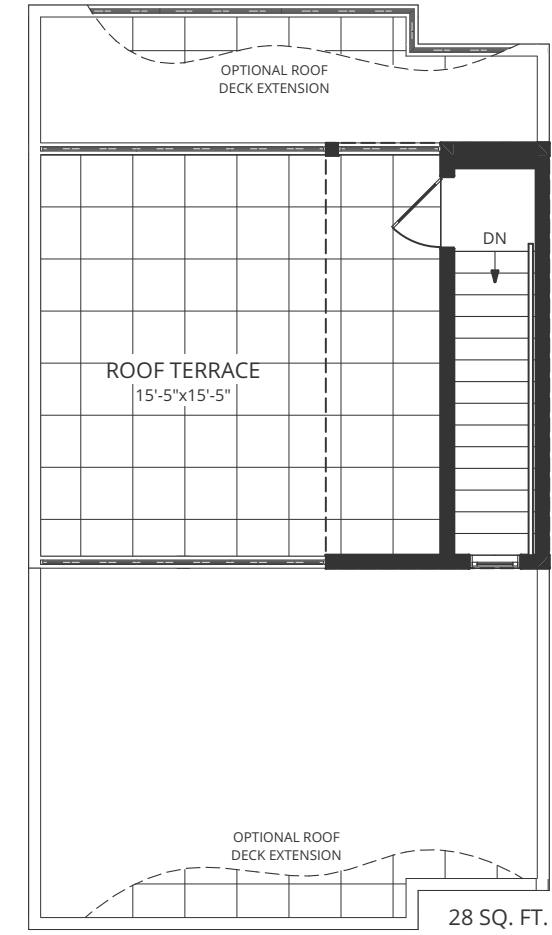 OPTIONAL ROOF
DECK EXTENSION
DN
ROOF TERRACE
15'-5"x15'-5"
OPTIONAL ROOF
DECK EXTENSION
28 SQ. FT.